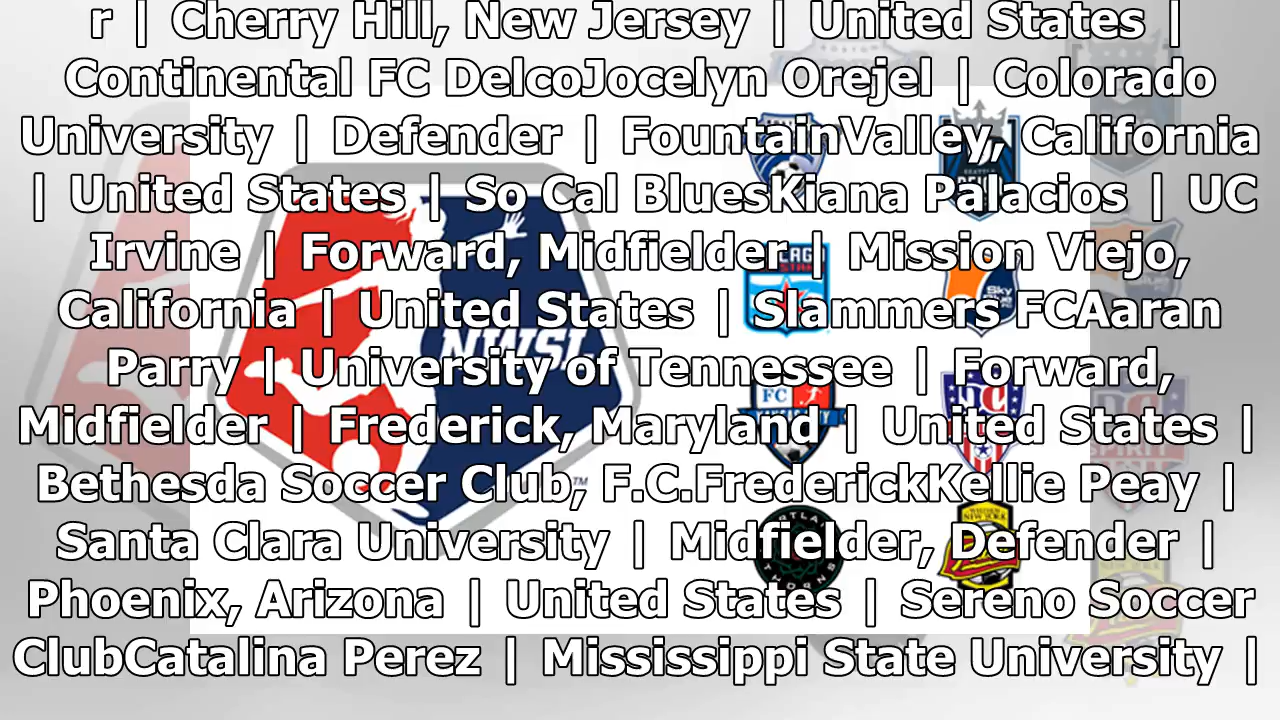 r | Cherry Hill, New Jersey | United States |
Continental FC DelcoJocelyn Orejel | Colorado
University | Defender | FountainValley, California
| United States | So Cal BluesKiana Palacios | UC
Irvine | Forward, Midfielder | Mission Viejo,
California | United States | Slammers FCAaran
Parry | University of Tennessee | Forward,
Midfielder | Frederick, Maryland | United States |
Bethesda Soccer Club, F.C.FrederickKellie Peay |
Santa Clara University | Midfielder, Defender |
Phoenix, Arizona | United States | Sereno Soccer
ClubCatalina Perez | Mississippi State University |
NWSL
Sky
FC